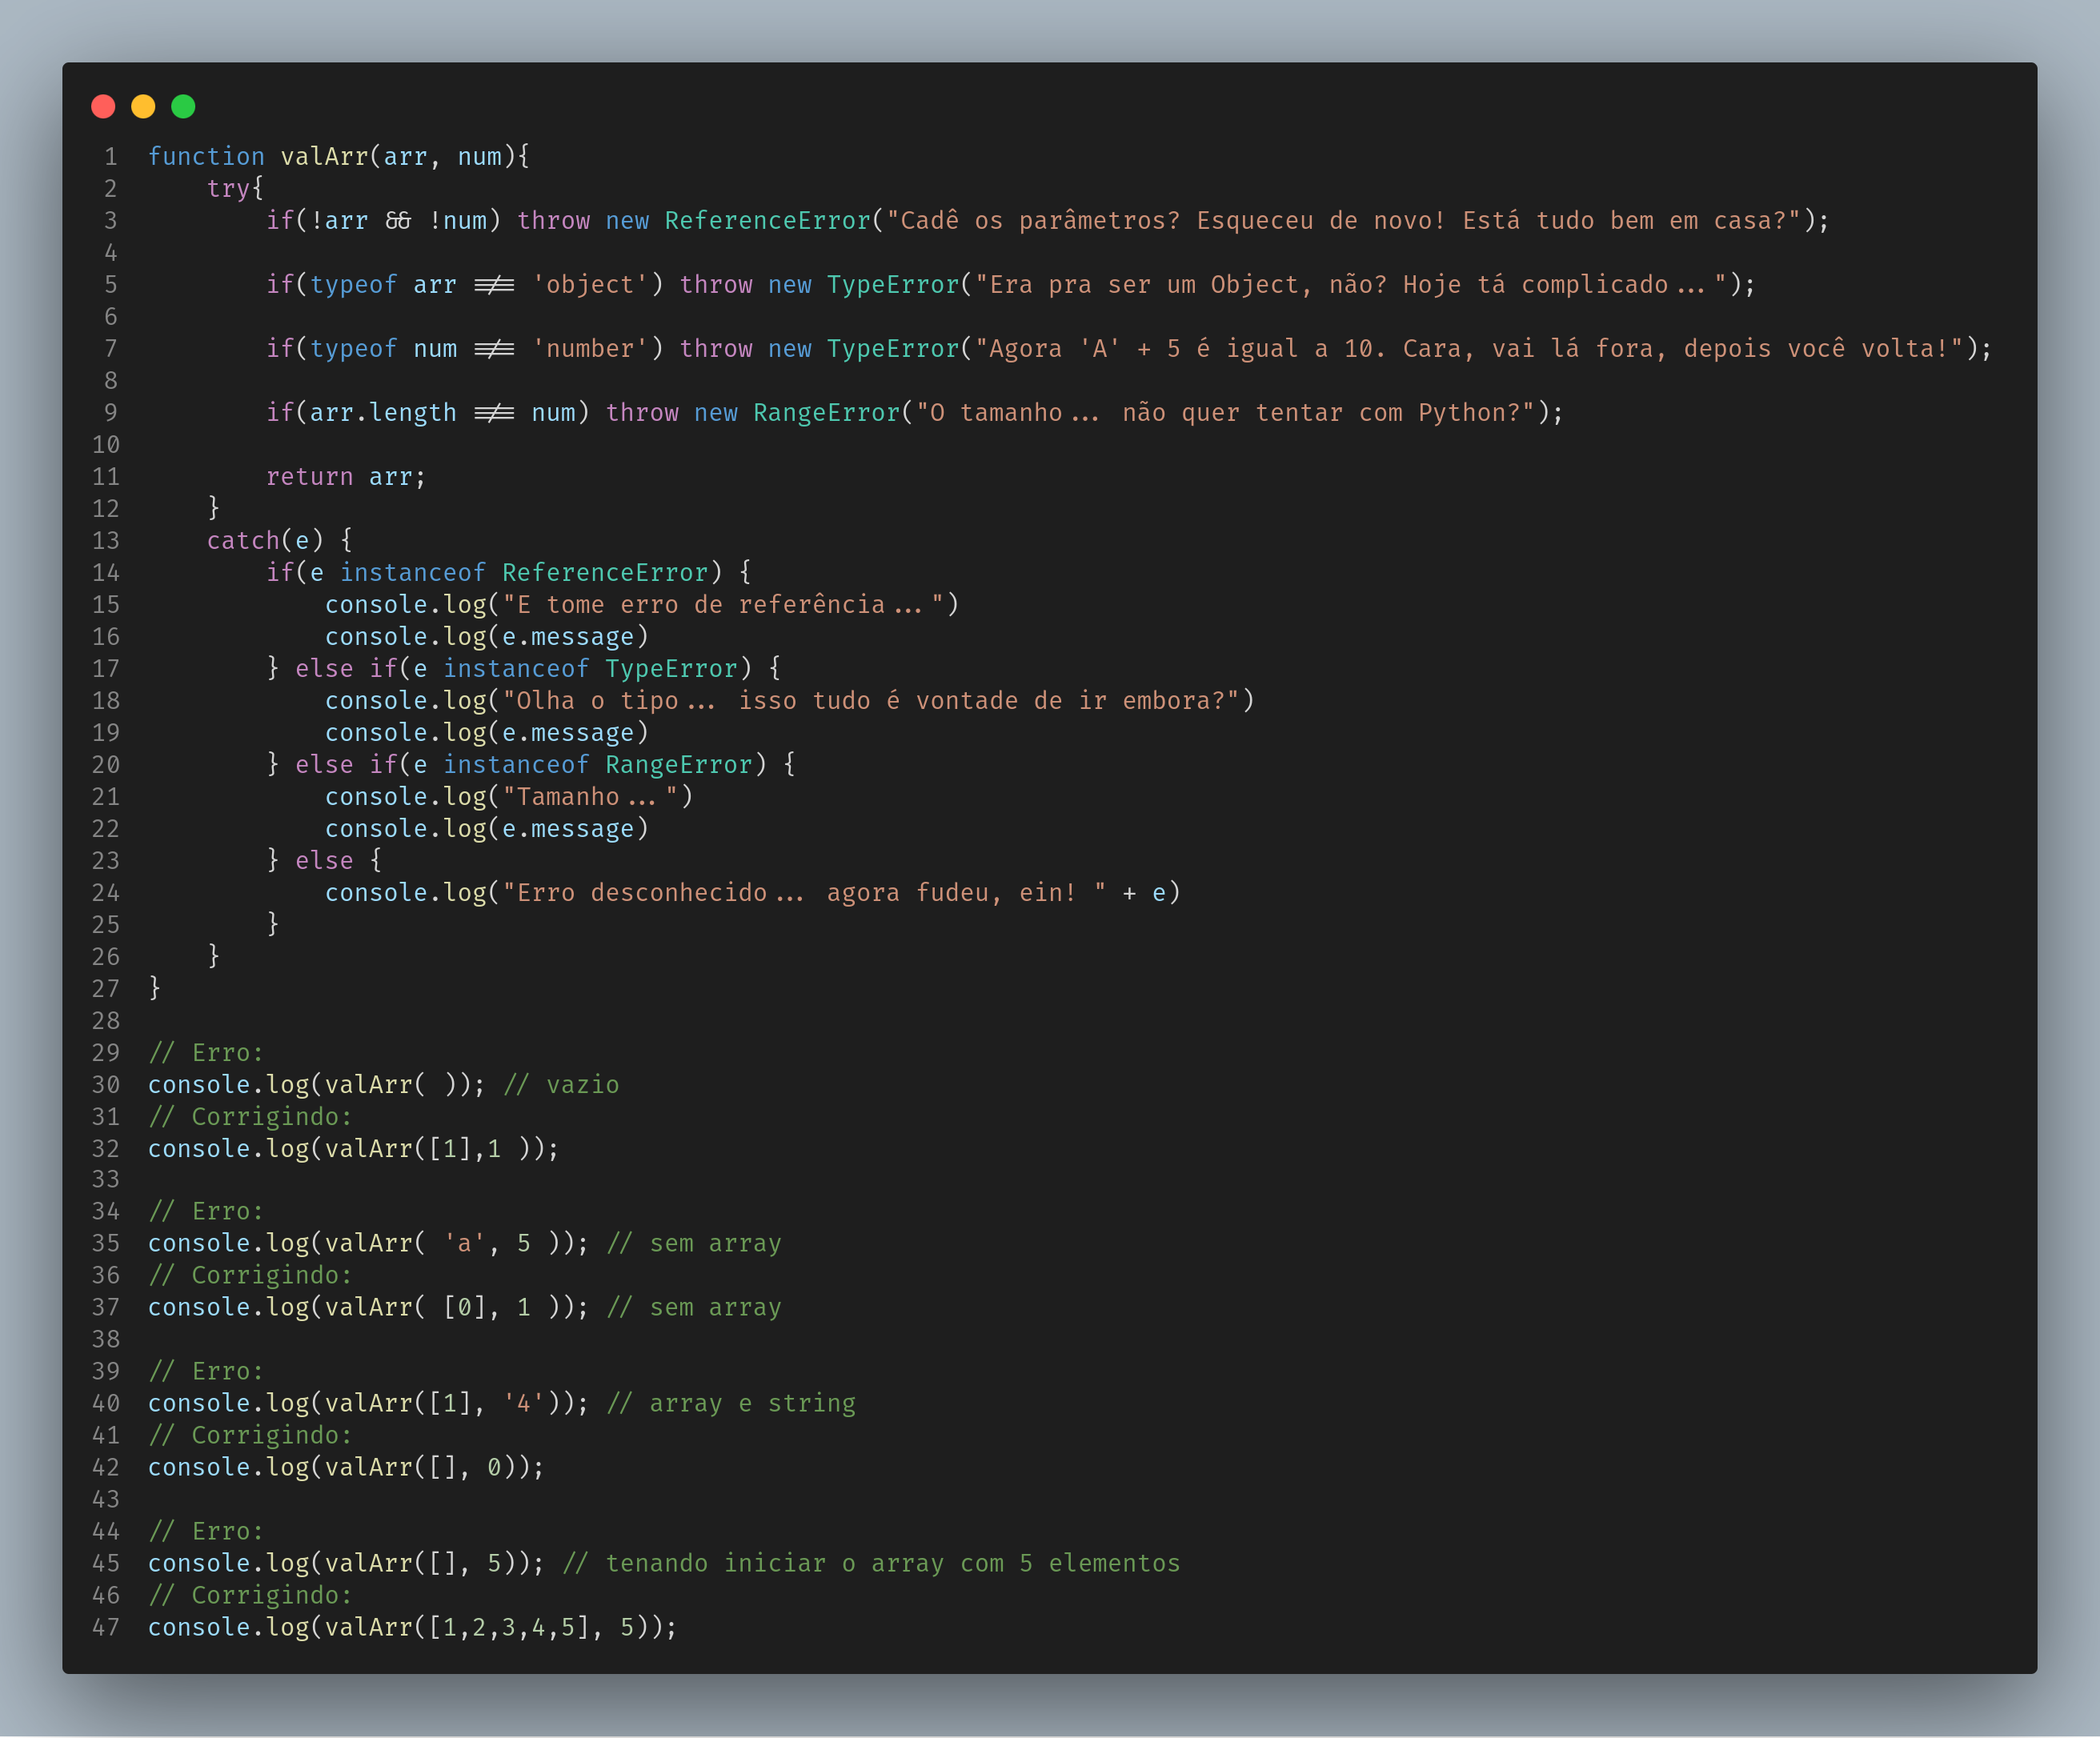 1 function valArr(arr, num){
2     try{
3         if(!arr && !num) throw new ReferenceError("Cadê os parâmetros? Esqueceu de novo! Está tudo bem em casa?");
4
5         if(typeof arr !== 'object') throw new TypeError("Era pra ser um Object, não? Hoje tá complicado...");
6
7         if(typeof num !== 'number') throw new TypeError("Agora 'A' + 5 é igual a 10. Cara, vai lá fora, depois você volta!");
8
9         if(arr.length !== num) throw new RangeError("O tamanho... não quer tentar com Python?");
10
11         return arr;
12     }
13     catch(e) {
14         if(e instanceof ReferenceError) {
15             console.log("E tome erro de referência...")
16             console.log(e.message)
17         } else if(e instanceof TypeError) {
18             console.log("Olha o tipo... isso tudo é vontade de ir embora?")
19             console.log(e.message)
20         } else if(e instanceof RangeError) {
21             console.log("Tamanho...")
22             console.log(e.message)
23         } else {
24             console.log("Erro desconhecido... agora fudeu, ein! " + e)
25         }
26     }
27 }
28
29 // Erro:
30 console.log(valArr( )); // vazio
31 // Corrigindo:
32 console.log(valArr([1],1 ));
33
34 // Erro:
35 console.log(valArr( 'a', 5 )); // sem array
36 // Corrigindo:
37 console.log(valArr( [0], 1 )); // sem array
38
39 // Erro:
40 console.log(valArr([1], '4')); // array e string
41 // Corrigindo:
42 console.log(valArr([], 0));
43
44 // Erro:
45 console.log(valArr([], 5)); // tenando iniciar o array com 5 elementos
46 // Corrigindo:
47 console.log(valArr([1,2,3,4,5], 5));